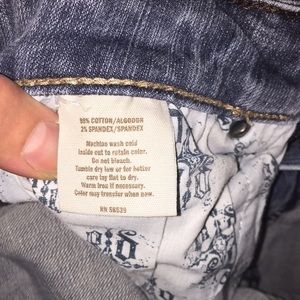 98% COTTON/ALGODON
2% SPANDEX/SPANDEX
Machine wash cold
inside out to retain color.
Do not bleach.
Tumble dry low or for better
care lay flat to dry.
Warm iron if necessary.
Color may transfer when new.
RN 56539